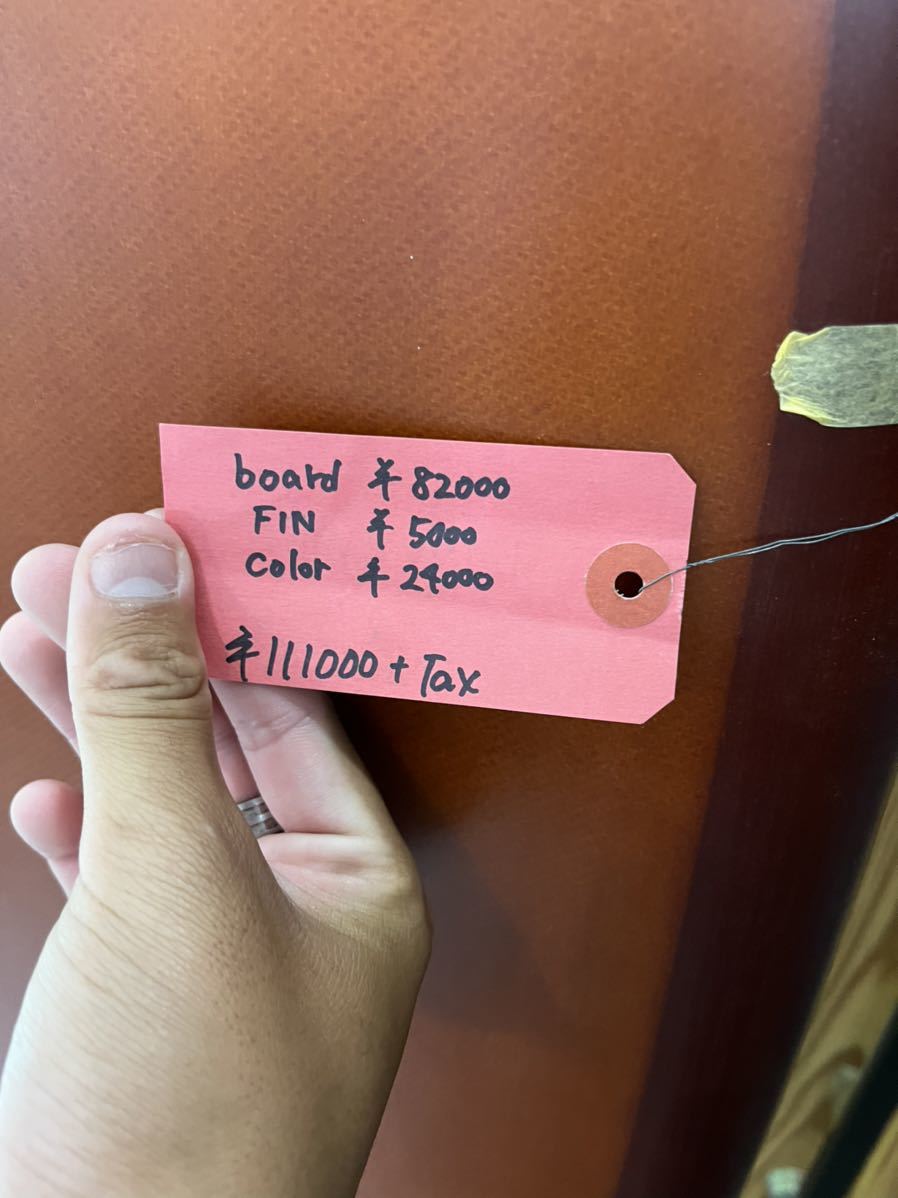 board ¥82000
FIN ¥5000
color ¥24000
¥111000+Tax